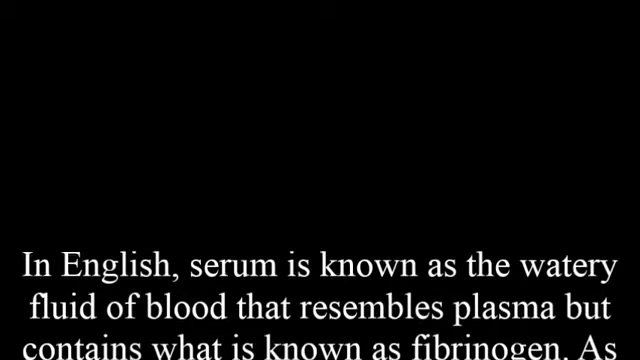 In English, serum is known as the watery
fluid of blood that resembles plasma but
contains what is known as fibrinogen. As